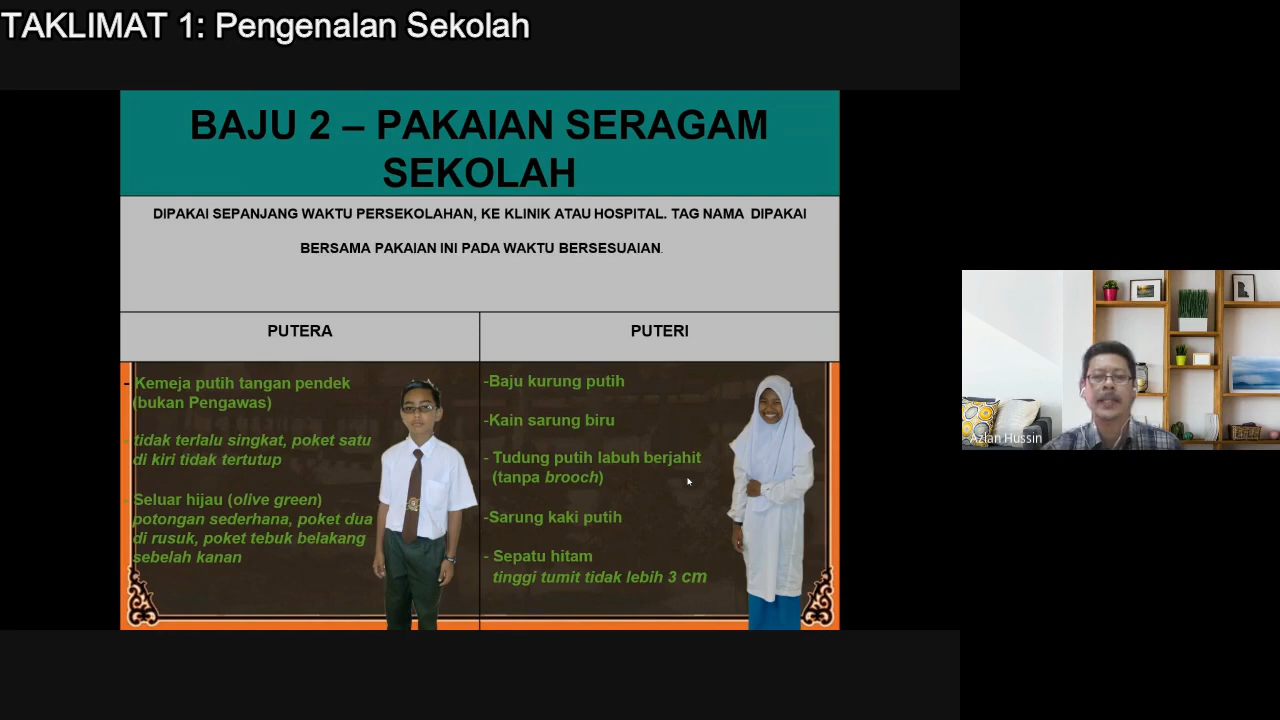 TAKLIMAT 1: Pengenalan Sekolah
BAJU 2 – PAKAIAN SERAGAM
SEKOLAH
DIPAKAI SEPANJANG WAKTU PERSEKOLAHAN, KE KLINIK ATAU HOSPITAL. TAG NAMA DIPAKAI
BERSAMA PAKAIAN INI PADA WAKTU BERSESUAIAN.
PUTERA
- Kemeja putih tangan pendek
(bukan Pengawas)
- tidak terlalu singkat, poket satu
di kiri tidak tertutup
- Seluar hijau (olive green)
potongan sederhana, poket dua
di rusuk, poket tebuk belakang
sebelah kanan
PUTERI
-Baju kurung putih
-Kain sarung biru
- Tudung putih labuh berjahit
(tanpa brooch)
-Sarung kaki putih
- Sepatu hitam
tinggi tumit tidak lebih 3 cm
Azlan Hussin